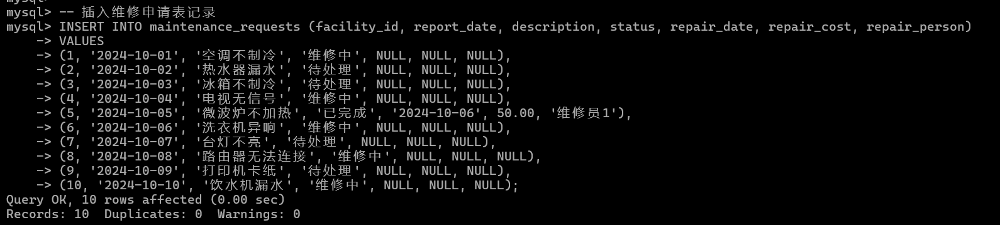 mysql> -- 插入维修申请表记录
mysql> INSERT INTO maintenance_requests (facility_id, report_date, description, status, repair_date, repair_cost, repair_person)
    -> VALUES
    -> (1, '2024-10-01', '空调不制冷', '维修中', NULL, NULL, NULL),
    -> (2, '2024-10-02', '热水器漏水', '待处理', NULL, NULL, NULL),
    -> (3, '2024-10-03', '冰箱不制冷', '待处理', NULL, NULL, NULL),
    -> (4, '2024-10-04', '电视无信号', '维修中', NULL, NULL, NULL),
    -> (5, '2024-10-05', '微波炉不加热', '已完成', '2024-10-06', 50.00, '维修员1'),
    -> (6, '2024-10-06', '洗衣机异响', '维修中', NULL, NULL, NULL),
    -> (7, '2024-10-07', '台灯不亮', '待处理', NULL, NULL, NULL),
    -> (8, '2024-10-08', '路由器无法连接', '维修中', NULL, NULL, NULL),
    -> (9, '2024-10-09', '打印机卡纸', '待处理', NULL, NULL, NULL),
    -> (10, '2024-10-10', '饮水机漏水', '维修中', NULL, NULL, NULL);
Query OK, 10 rows affected (0.00 sec)
Records: 10  Duplicates: 0  Warnings: 0